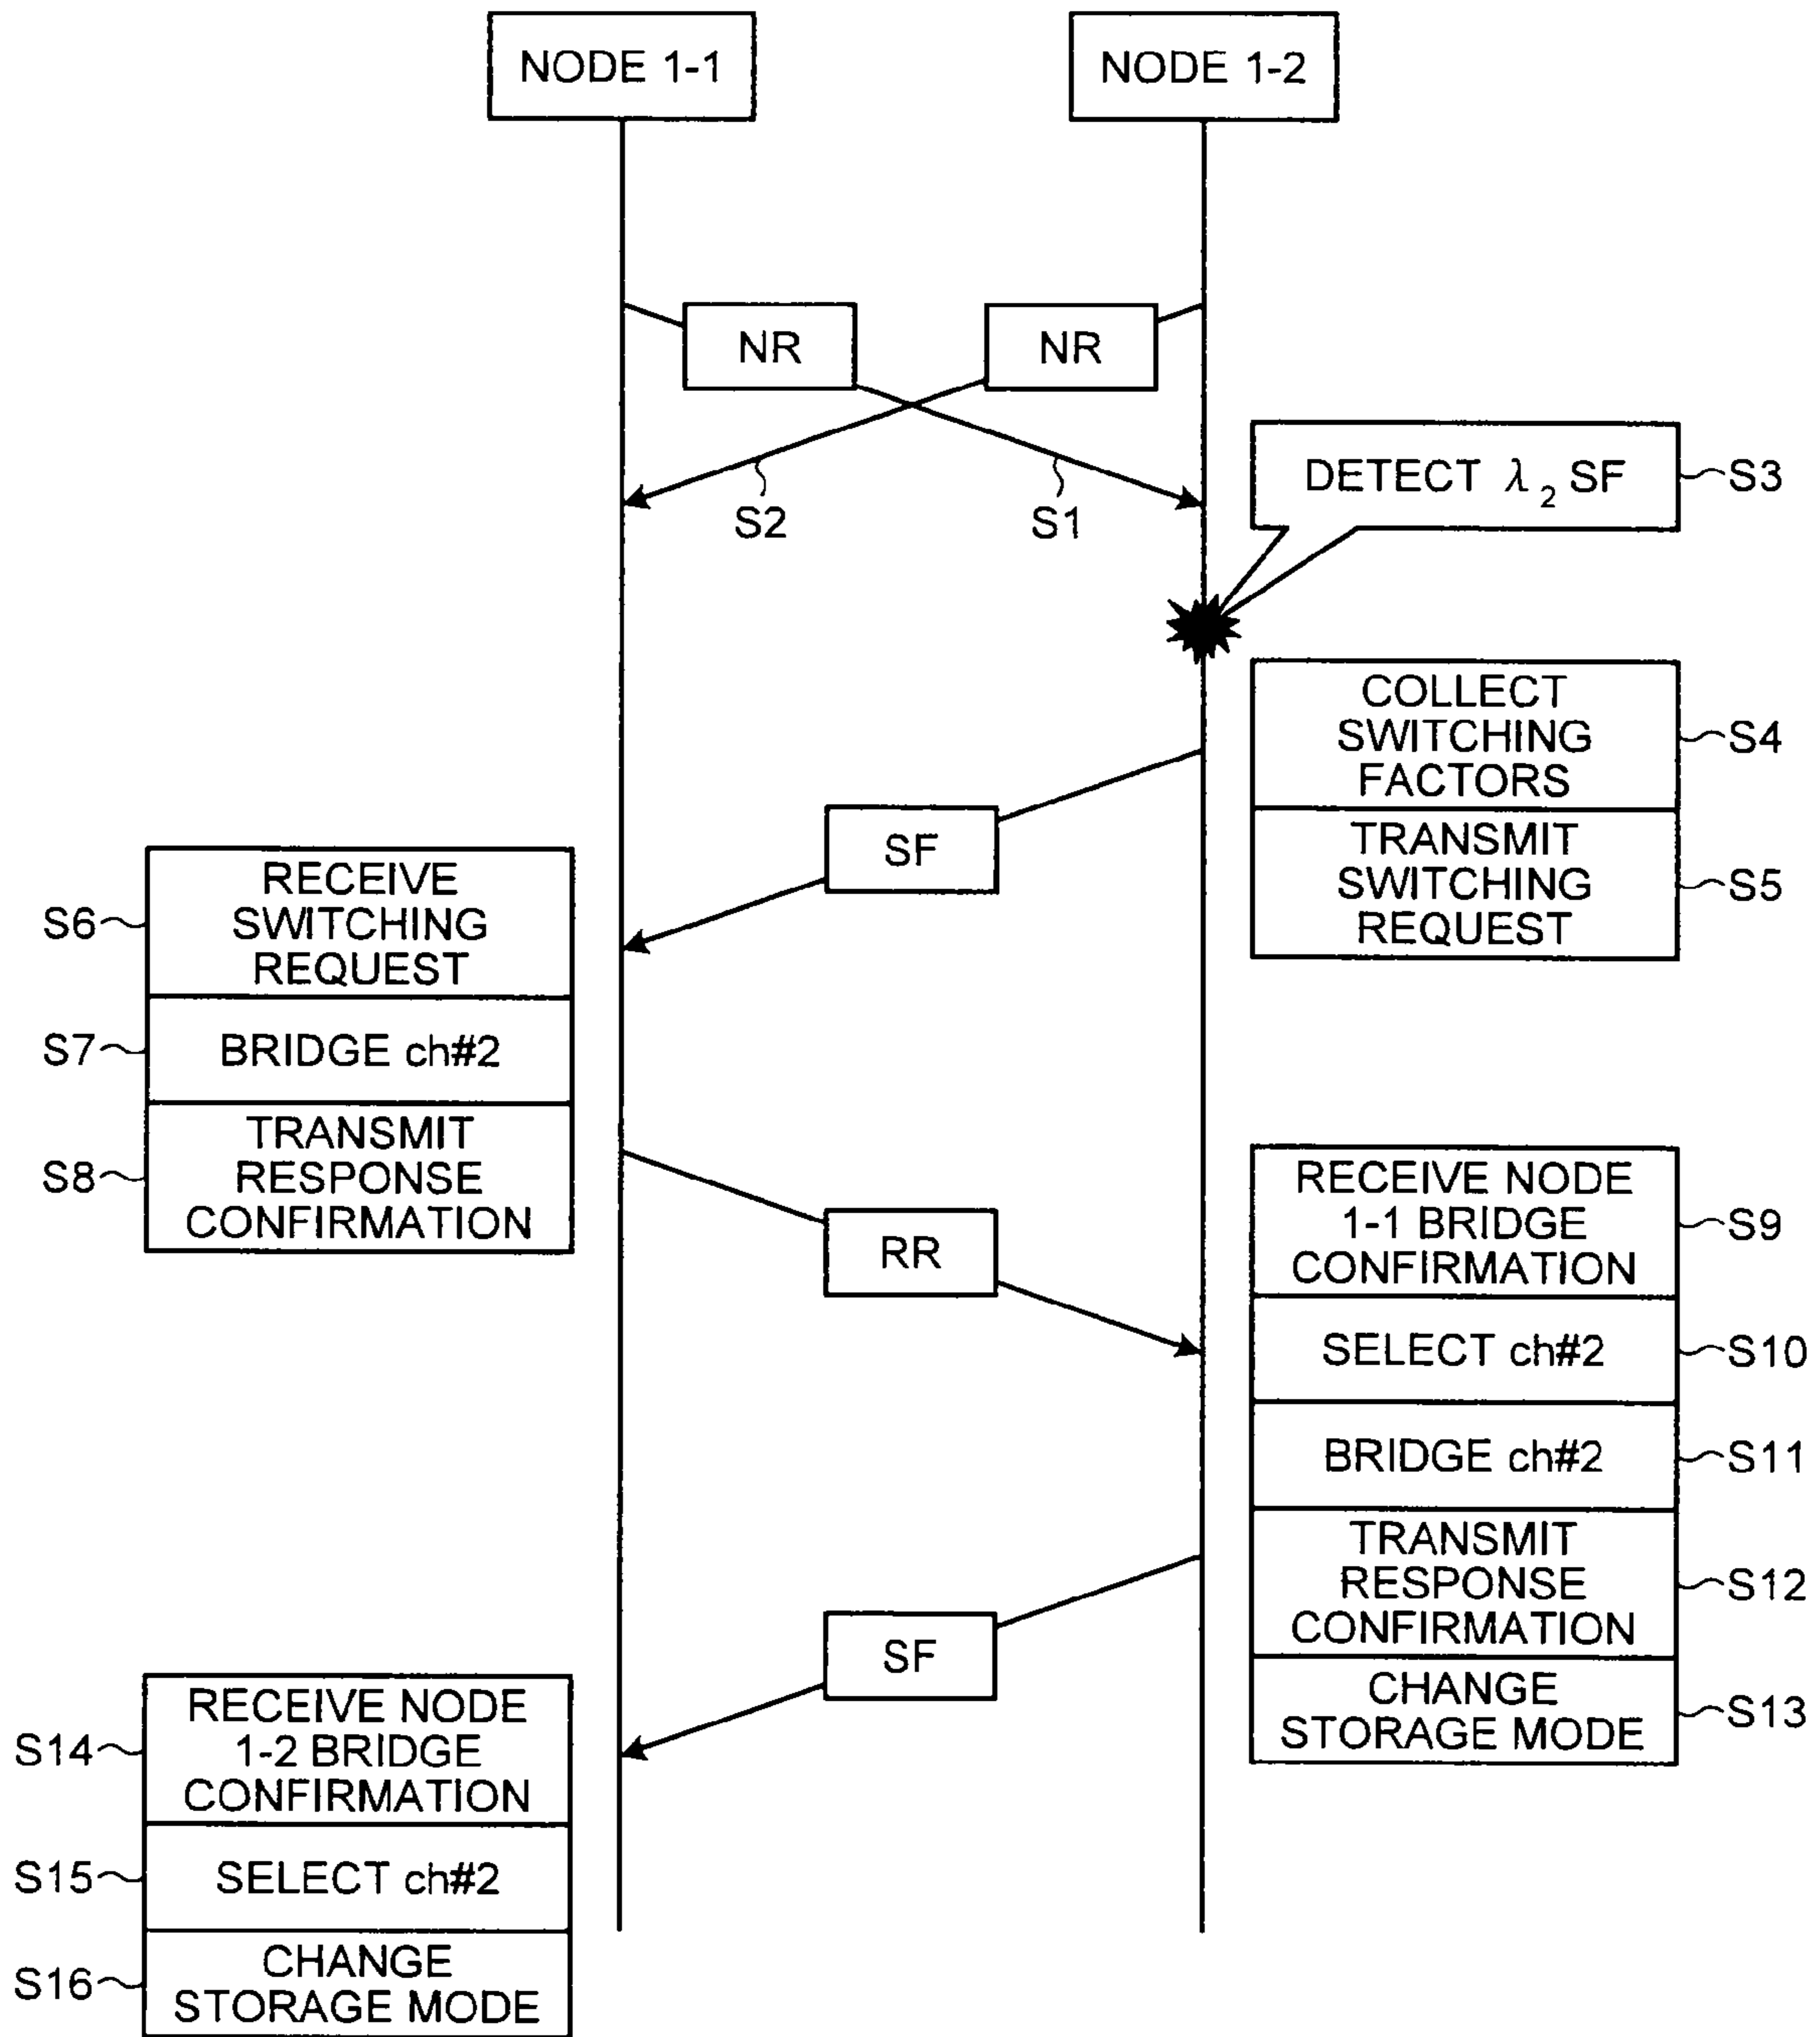 NODE 1-1
NODE 1-2
NR
NR
S2
S1
DETECT λ2 SF
S3
COLLECT
SWITCHING
FACTORS
S4
SF
TRANSMIT
SWITCHING
REQUEST
S5
S6
RECEIVE
SWITCHING
REQUEST
S7
BRIDGE ch#2
S8
TRANSMIT
RESPONSE
CONFIRMATION
RR
RECEIVE NODE
1-1 BRIDGE
CONFIRMATION
S9
SELECT ch#2
S10
BRIDGE ch#2
S11
TRANSMIT
RESPONSE
CONFIRMATION
S12
SF
CHANGE
STORAGE MODE
S13
S14
RECEIVE NODE
1-2 BRIDGE
CONFIRMATION
S15
SELECT ch#2
S16
CHANGE
STORAGE MODE